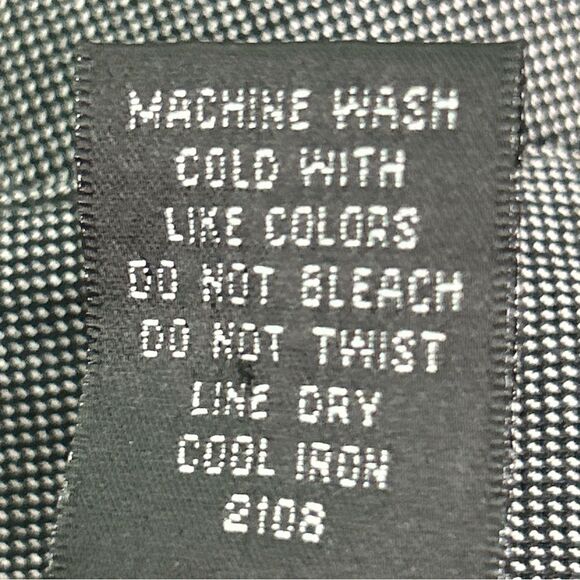 MACHINE WASH
COLD WITH
LIKE COLORS
DO NOT BLEACH
DO NOT TWIST
LINE DRY
COOL IRON
2108